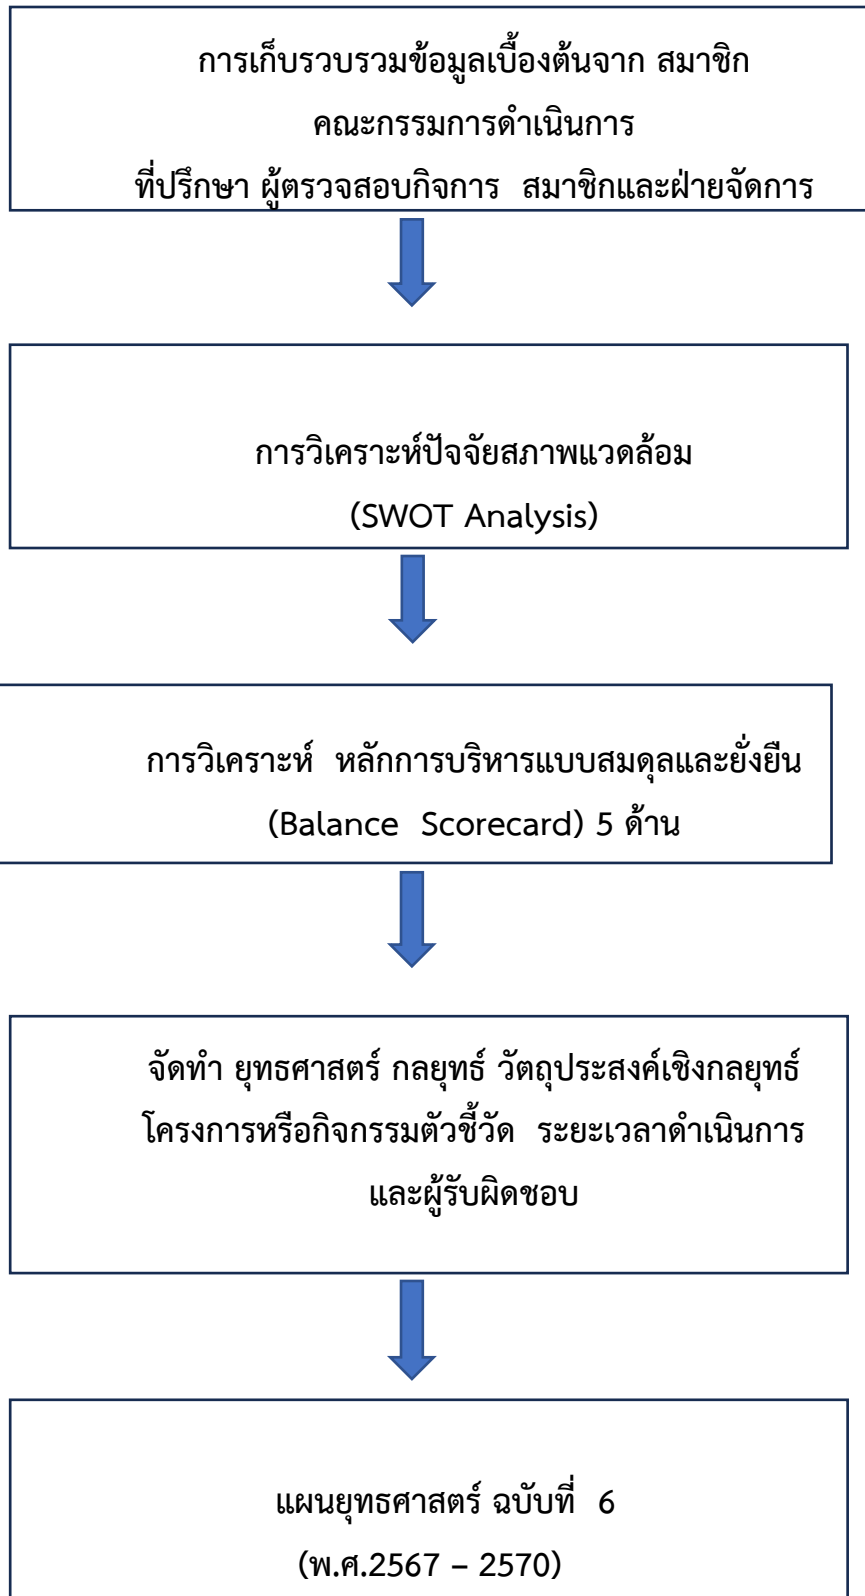 การเก็บรวบรวมข้อมูลเบื้องต้นจาก สมาชิก
คณะกรรมการดำเนินการ
ที่ปรึกษา ผู้ตรวจสอบกิจการ  สมาชิกและฝ่ายจัดการ
การวิเคราะห์ปัจจัยสภาพแวดล้อม
(SWOT Analysis)
การวิเคราะห์  หลักการบริหารแบบสมดุลและยั่งยืน
(Balance  Scorecard) 5 ด้าน
จัดทำ ยุทธศาสตร์ กลยุทธ์ วัตถุประสงค์เชิงกลยุทธ์
โครงการหรือกิจกรรมตัวชี้วัด  ระยะเวลาดำเนินการ
และผู้รับผิดชอบ
แผนยุทธศาสตร์ ฉบับที่  6
(พ.ศ.2567 – 2570)